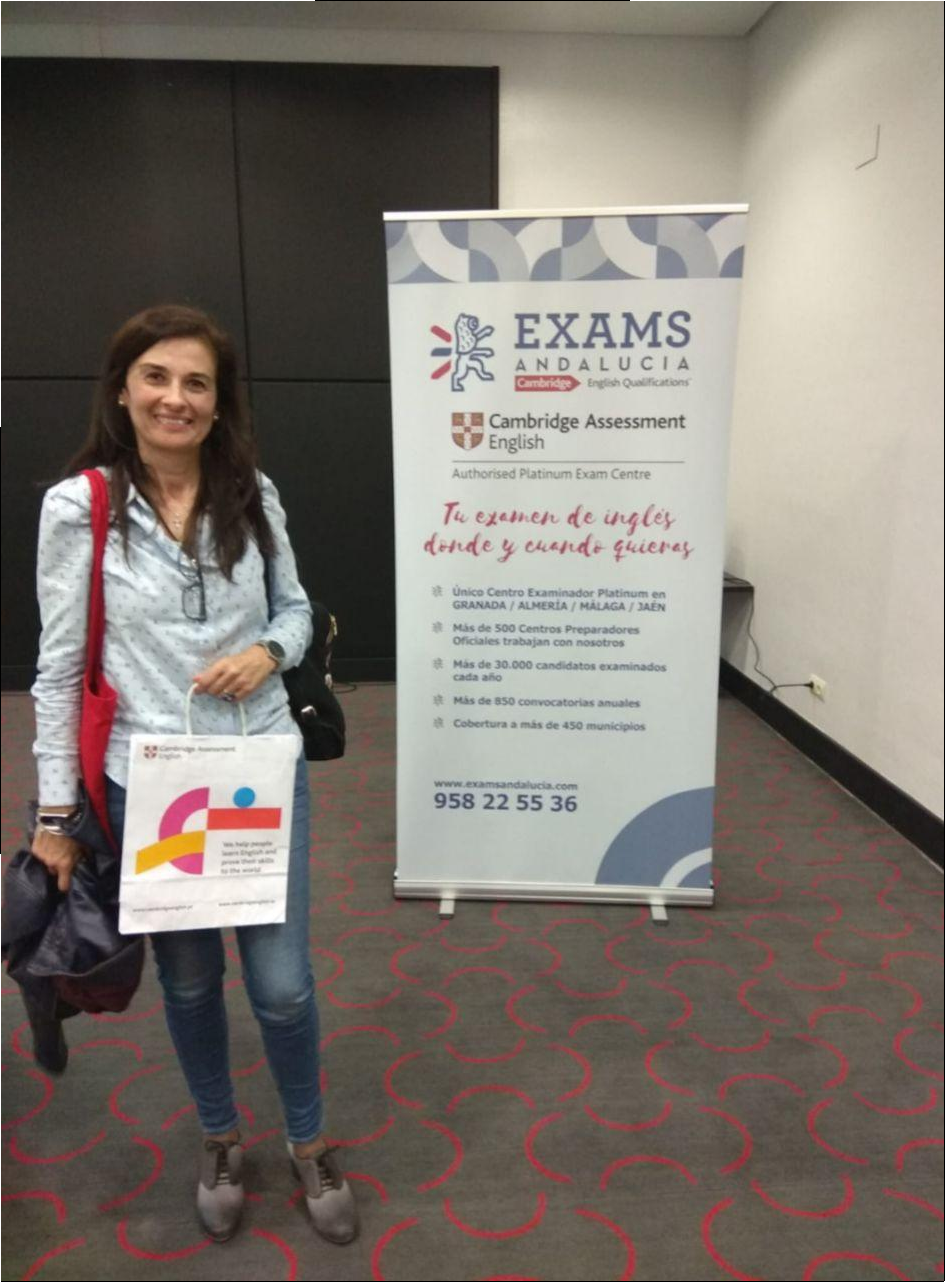 EXAMS
ANDALUCIA
Cambridge English Qualifications
Cambridge Assessment
English
Authorised Platinum Exam Centre
Tu examen de inglés
donde y cuando quieras
Único Centro Examinador Platinum en
GRANADA / ALMERÍA / MÁLAGA / JAÉN
Más de 500 Centros Preparadores
Oficiales trabajan con nosotros
Más de 30.000 candidatos examinados
cada año
Más de 850 convocatorias anuales
Cobertura a más de 450 municipios
www.examsandalucia.com
958 22 55 36
Cambridge Assessment
English
We help people
learn English and
prove their skills
to the world